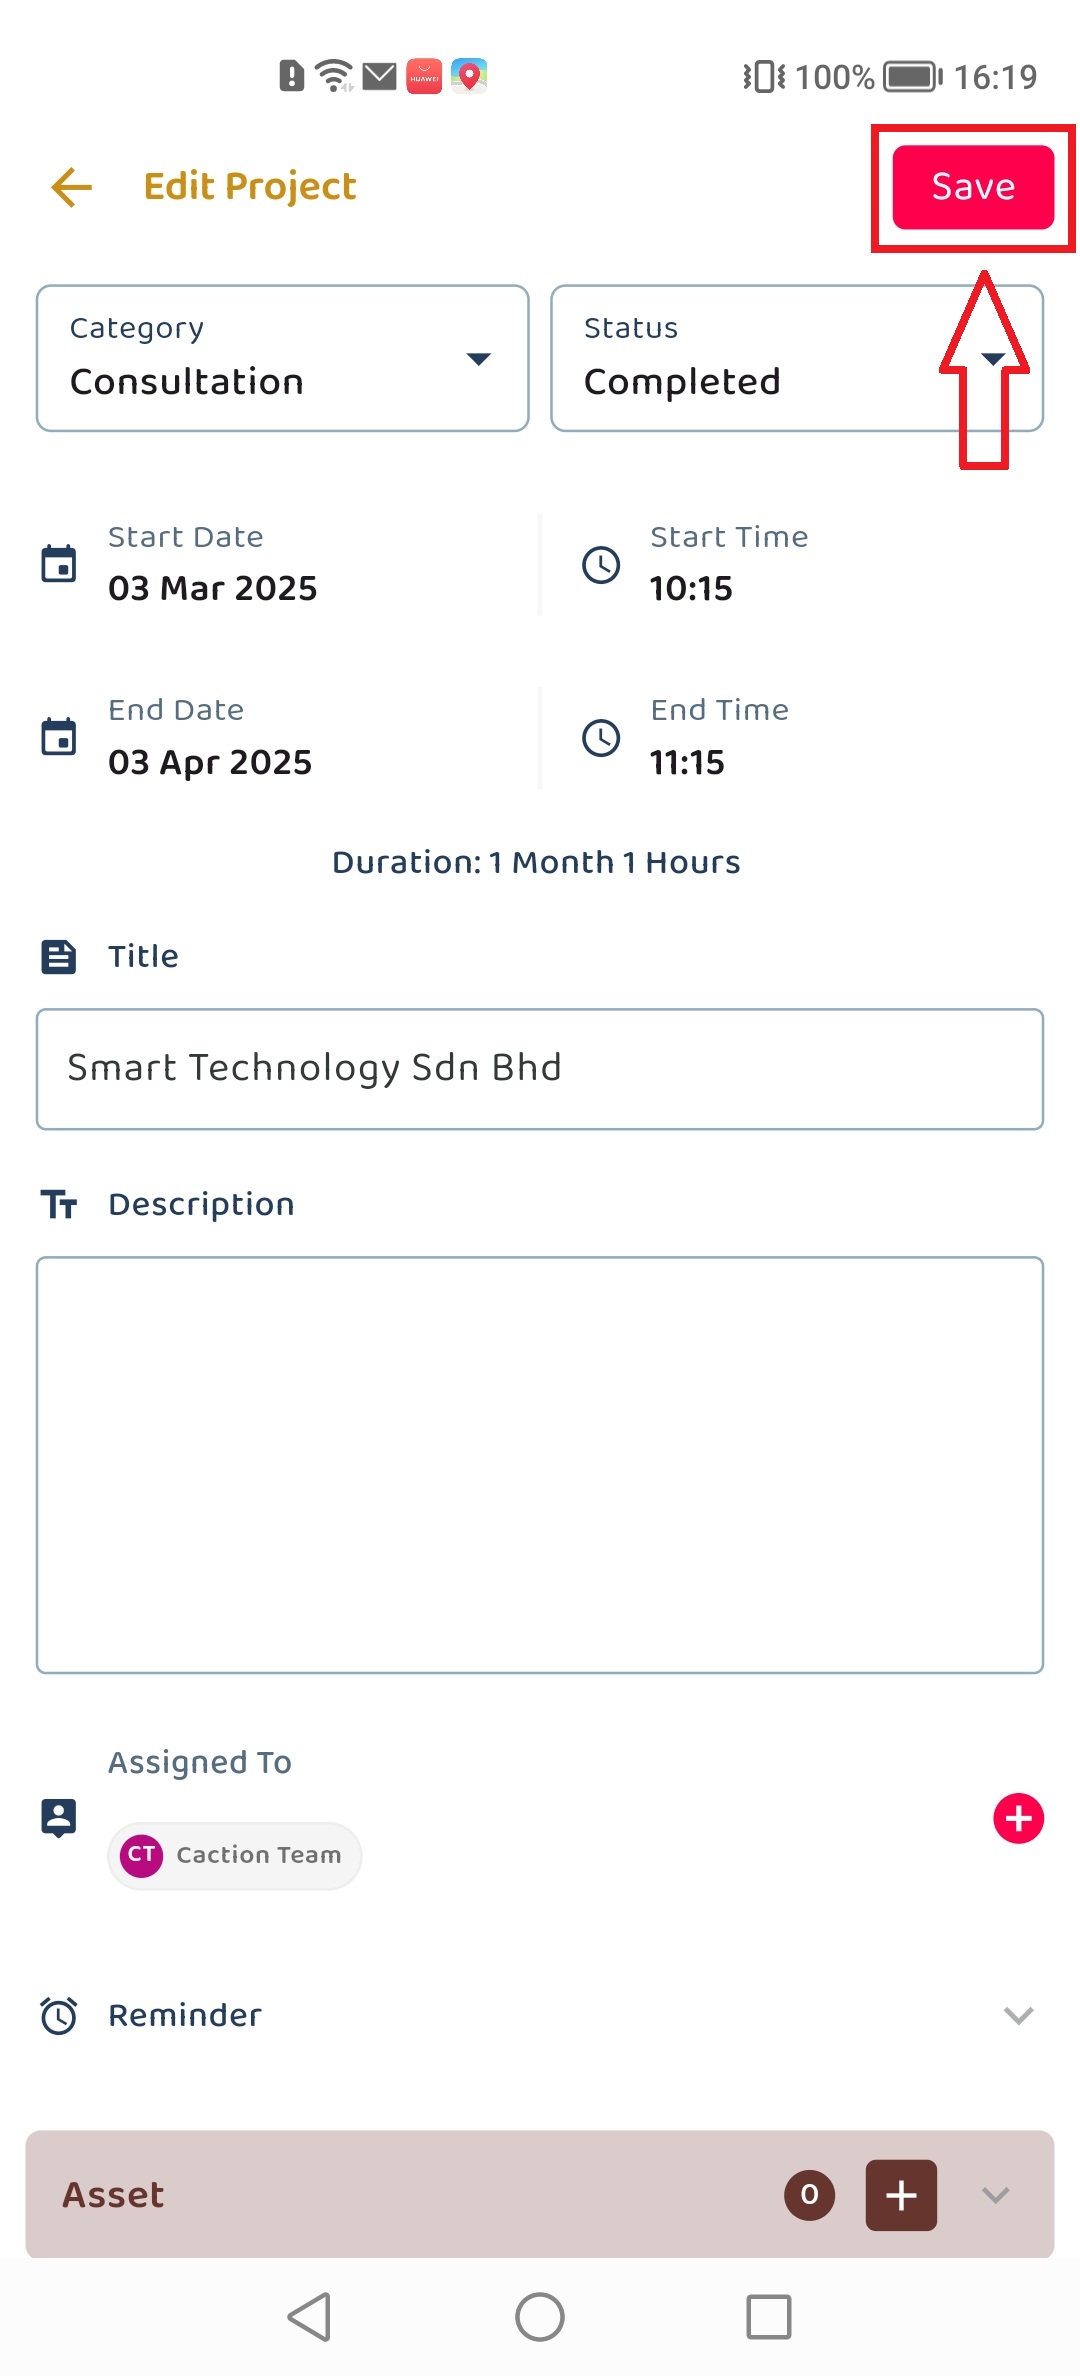 HUAWEI
100%
16:19
Edit Project
Save
Category
Consultation
Status
Completed
Start Date
03 Mar 2025
Start Time
10:15
End Date
03 Apr 2025
End Time
11:15
Duration: 1 Month 1 Hours
Title
Smart Technology Sdn Bhd
Tт Description
Assigned To
CT Caction Team
Reminder
Asset
0